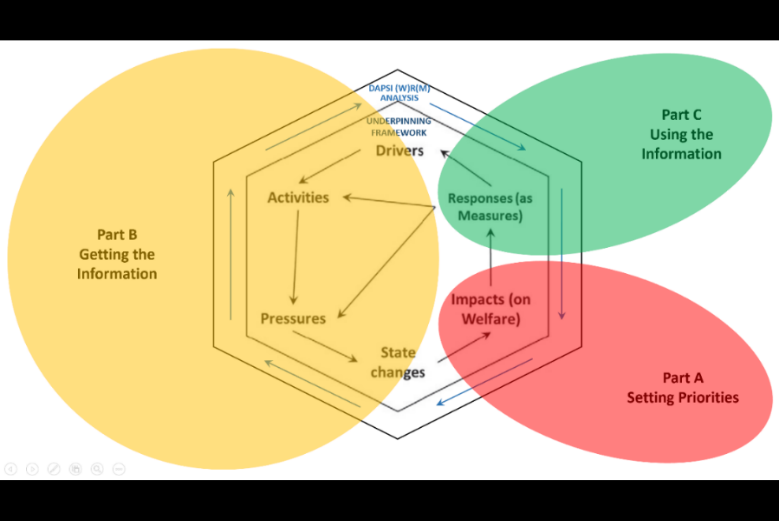 DAPSI (W)R(M)
ANALYSIS
UNDERPINNING
FRAMEWORK
Drivers
Activities
Responses (as
Measures)
Pressures
Impacts (on
Welfare)
State
changes
Part B
Getting the
Information
Part C
Using the
Information
Part A
Setting Priorities